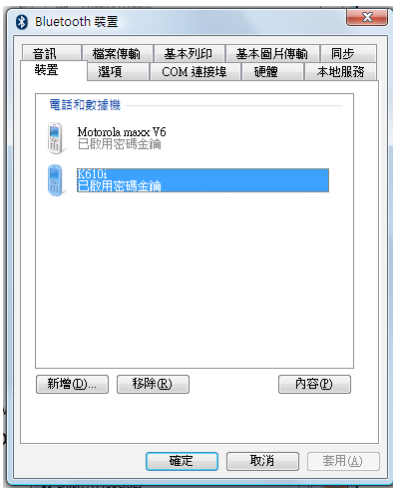 Bluetooth 裝置
音訊 檔案傳輸 基本列印 基本圖片傳輸 同步
裝置 選項 COM 連接埠 硬體 本地服務
電話和數據機
Motorola maxx V6
已啟用密碼金鑰
K610i
已啟用密碼金鑰
新增(D)... 移除(R) 內容(P)
確定 取消 套用(A)